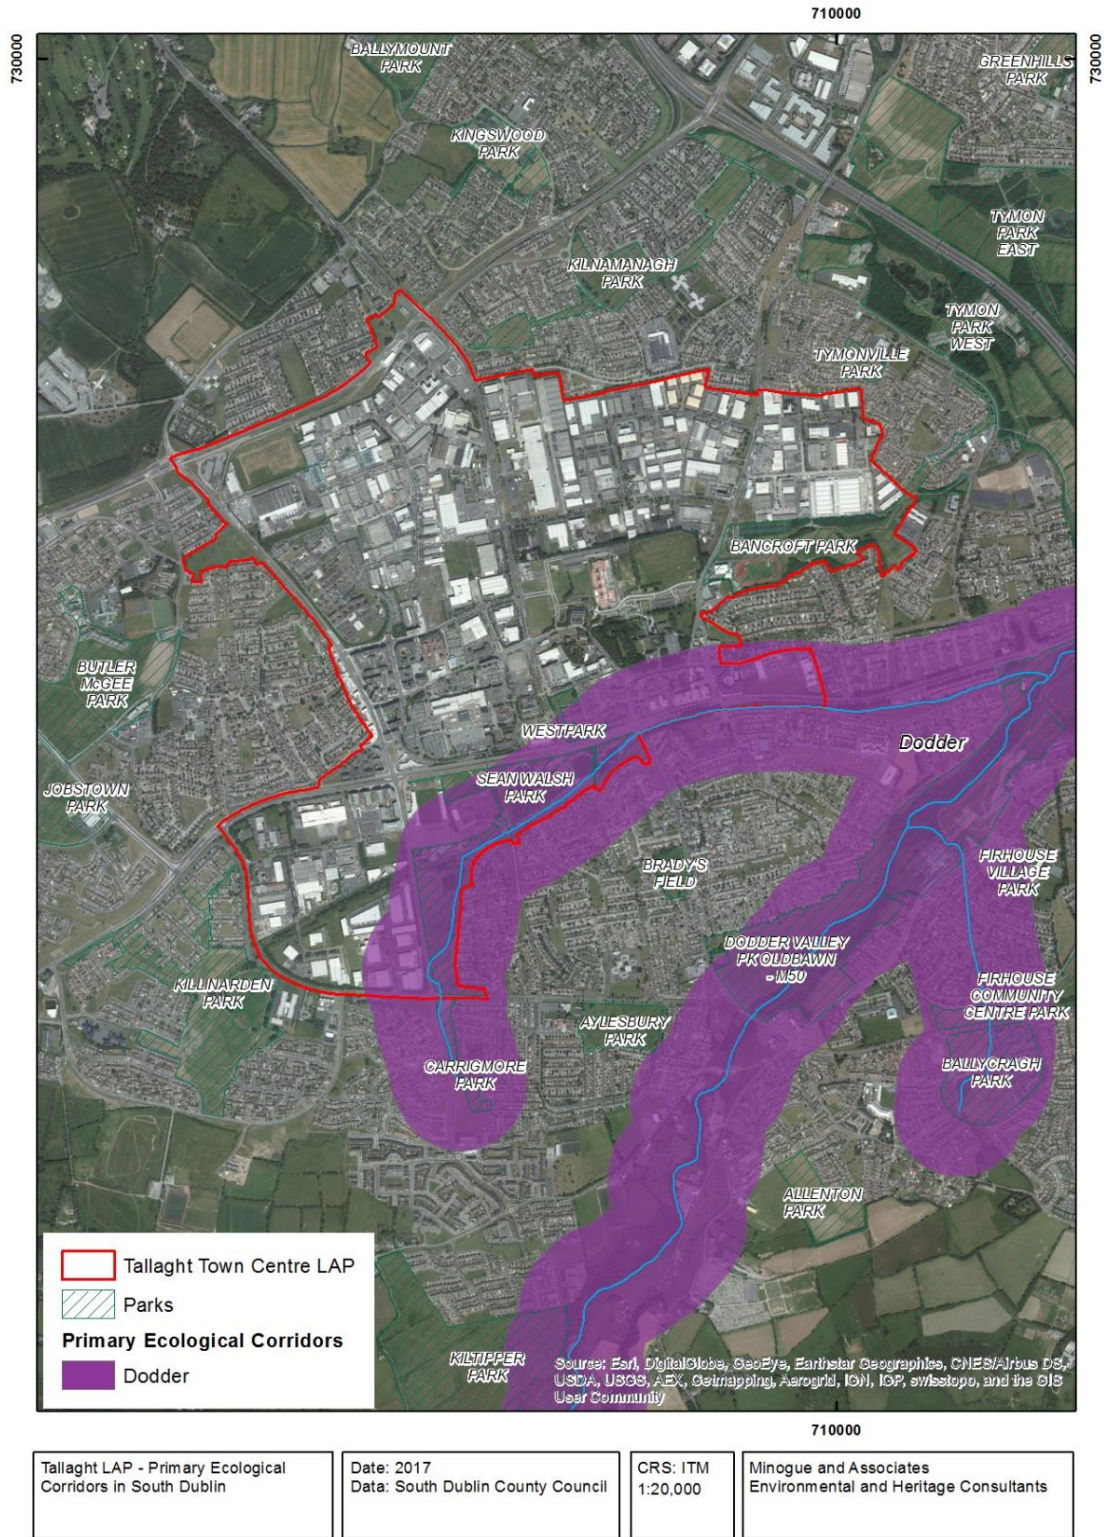 710000
730000
730000
BALLYMOUNT
PARK
GREENHILLS
PARK
KINGSWOOD
PARK
TYMON
PARK
EAST
KILNAMANAGH
PARK
TYMON
PARK
WEST
TYMONVILLE
PARK
BANCROFT PARK
BUTLER
McGEE
PARK
WESTPARK
Dodder
SEAN WALSH
PARK
JOBSTOWN
PARK
BRADY'S
FIELD
FIRHOUSE
VILLAGE
PARK
DODDER VALLEY
PK OLDBAWN
- M50
KILLINARDEN
PARK
FIRHOUSE
COMMUNITY
CENTRE PARK
AYLESBURY
PARK
CARRIGMORE
PARK
BALLYCRAGH
PARK
ALLENTON
PARK
KILTIPPER
PARK
Tallaght Town Centre LAP
Parks
Primary Ecological Corridors
Dodder
Source: Esri, DigitalGlobe, GeoEye, Earthstar Geographics, CNES/Airbus DS,
USDA, USGS, AEX, Getmapping, Aerogrid, IGN, IGP, swisstopo, and the GIS
User Community
710000
Tallaght LAP - Primary Ecological
Corridors in South Dublin
Date: 2017
Data: South Dublin County Council
CRS: ITM
1:20,000
Minogue and Associates
Environmental and Heritage Consultants